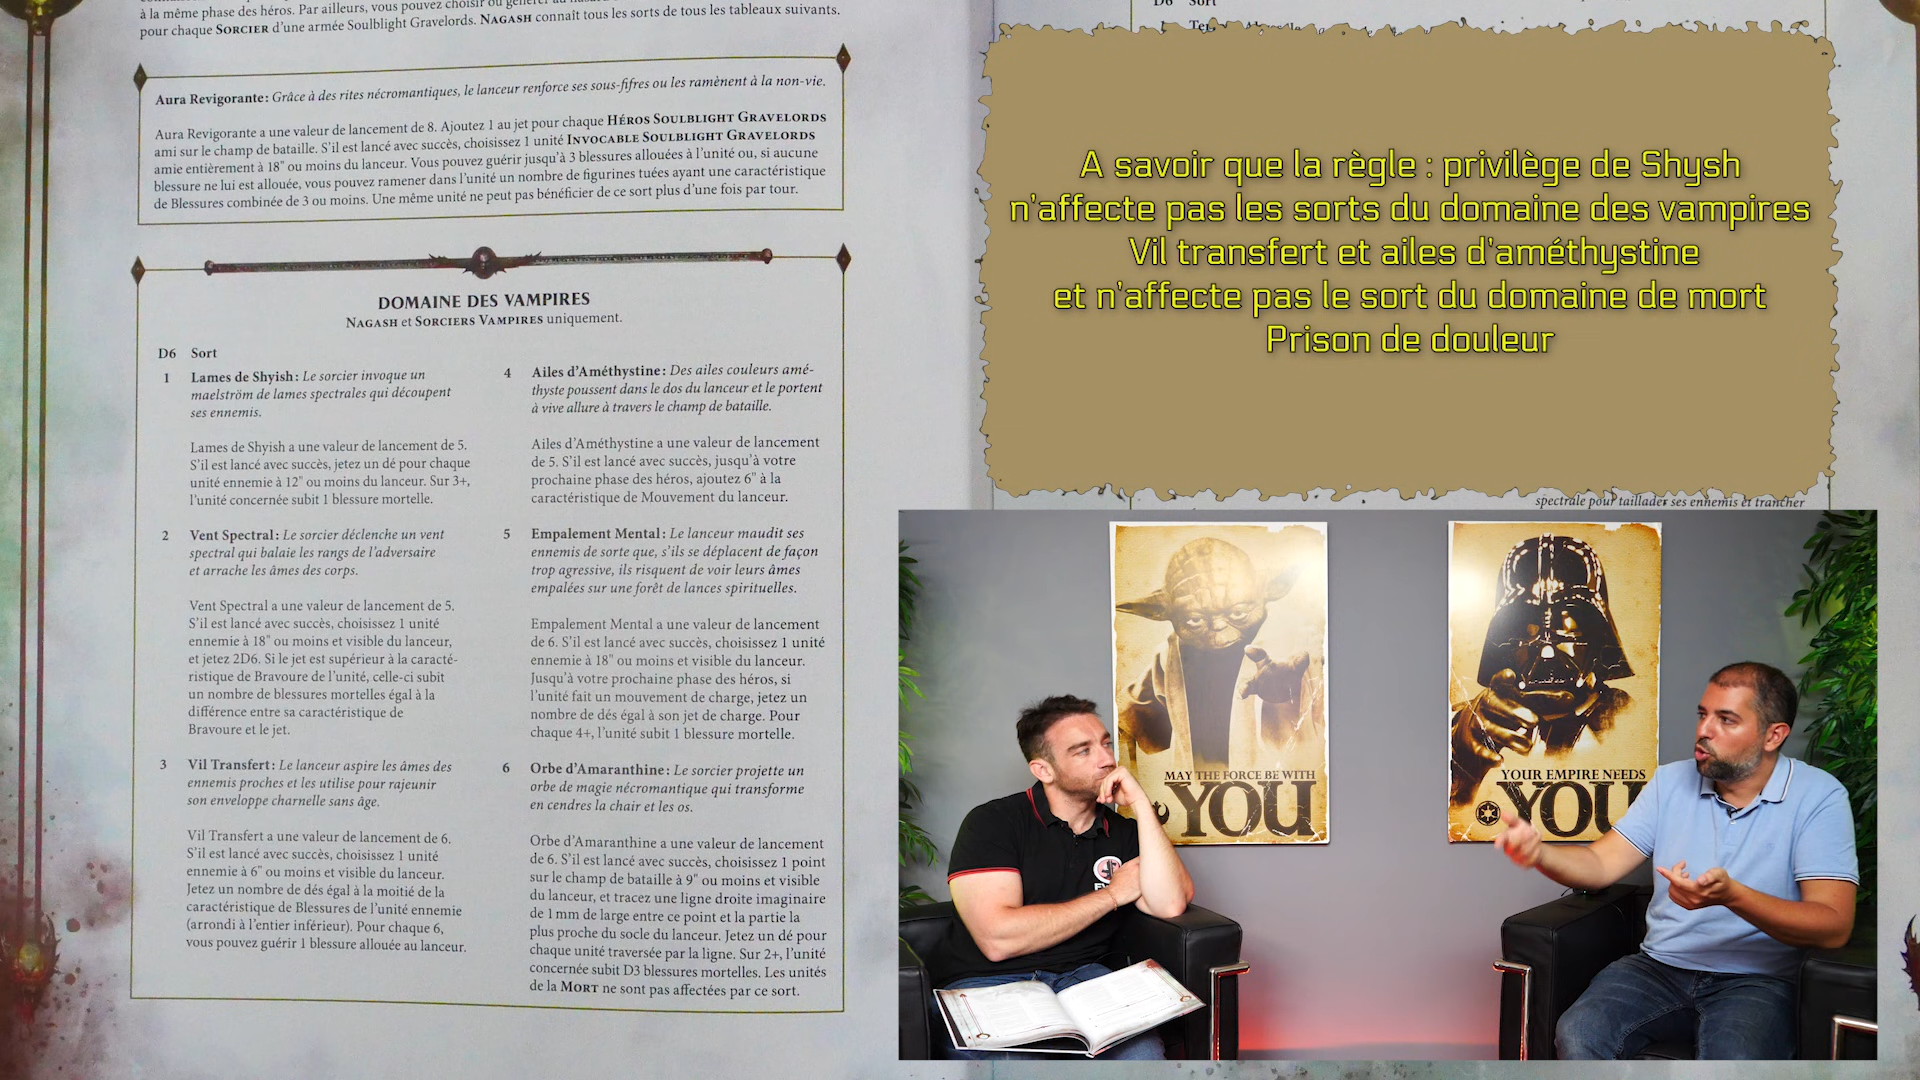 à la même phase des héros. Par ailleurs, vous pouvez choisir ou générer
pour chaque SORCIER d'une armée Soulblight Gravelords. NAGASH connaît tous les sorts de tous les tableaux suivants.
Aura Revigorante : Grâce à des rites nécromantiques, le lanceur renforce ses sous-fifres ou les ramènent à la non-vie.
Aura Revigorante a une valeur de lancement de 8. Ajoutez 1 au jet pour chaque HÉROS SOULBLIGHT GRAVELORDS
ami sur le champ de bataille. S'il est lancé avec succès, choisissez 1 unité INVOCABLE SOULBLIGHT GRAVELORDS
amie entièrement à 18" ou moins du lanceur. Vous pouvez guérir jusqu'à 3 blessures allouées à l'unité ou, si aucune
blessure ne lui est allouée, vous pouvez ramener dans l'unité un nombre de figurines tuées ayant une caractéristique
de Blessures combinée de 3 ou moins. Une même unité ne peut pas bénéficier de ce sort plus d'une fois par tour.
DOMAINE DES VAMPIRES
NAGASH et SORCIERS VAMPIRES uniquement.
D6 Sort
1 Lames de Shyish : Le sorcier invoque un
maelström de lames spectrales qui découpent
ses ennemis.
Lames de Shyish a une valeur de lancement de 5.
S'il est lancé avec succès, jetez un dé pour chaque
unité ennemie à 12" ou moins du lanceur. Sur 3+,
l'unité concernée subit 1 blessure mortelle.
2 Vent Spectral : Le sorcier déclenche un vent
spectral qui balaie les rangs de l'adversaire
et arrache les âmes des corps.
Vent Spectral a une valeur de lancement de 5.
S'il est lancé avec succès, choisissez 1 unité
ennemie à 18" ou moins et visible du lanceur,
et jetez 2D6. Si le jet est supérieur à la caracté-
ristique de Bravoure de l'unité, celle-ci subit
un nombre de blessures mortelles égal à la
différence entre sa caractéristique de
Bravoure et le jet.
3 Vil Transfert : Le lanceur aspire les âmes des
ennemis proches et les utilise pour rajeunir
son enveloppe charnelle sans âge.
Vil Transfert a une valeur de lancement de 6.
S'il est lancé avec succès, choisissez 1 unité
ennemie à 6" ou moins et visible du lanceur.
Jetez un nombre de dés égal à la moitié de la
caractéristique de Blessures de l'unité ennemie
(arrondi à l'entier inférieur). Pour chaque 6,
vous pouvez guérir 1 blessure allouée au lanceur.
4 Ailes d'Améthystine : Des ailes couleurs amé-
thyste poussent dans le dos du lanceur et le portent
à vive allure à travers le champ de bataille.
Ailes d'Améthystine a une valeur de lancement
de 5. S'il est lancé avec succès, jusqu'à votre
prochaine phase des héros, ajoutez 6" à la
caractéristique de Mouvement du lanceur.
5 Empalement Mental : Le lanceur maudit ses
ennemis de sorte que, s'ils se déplacent de façon
trop agressive, ils risquent de voir leurs âmes
empalées sur une forêt de lances spirituelles.
Empalement Mental a une valeur de lancement
de 6. S'il est lancé avec succès, choisissez 1 unité
ennemie à 18" ou moins et visible du lanceur.
Jusqu'à votre prochaine phase des héros, si
l'unité fait un mouvement de charge, jetez un
nombre de dés égal à son jet de charge. Pour
chaque 4+, l'unité subit 1 blessure mortelle.
6 Orbe d'Amaranthine : Le sorcier projette un
orbe de magie nécromantique qui transforme
en cendres la chair et les os.
Orbe d'Amaranthine a une valeur de lancement
de 6. S'il est lancé avec succès, choisissez 1 point
sur le champ de bataille à 9" ou moins et visible
du lanceur, et tracez une ligne droite imaginaire
de 1 mm de large entre ce point et la partie la
plus proche du socle du lanceur. Jetez un dé pour
chaque unité traversée par la ligne. Sur 2+, l'unité
concernée subit D3 blessures mortelles. Les unités
de la MORT ne sont pas affectées par ce sort.
D6 Sort
A savoir que la règle : privilège de Shysh
n'affecte pas les sorts du domaine des vampires
Vil transfert et ailes d'améthystine
et n'affecte pas le sort du domaine de mort
Prison de douleur
spectrale pour taillader ses ennemis et trancher
MAY THE FORCE BE WITH
YOU
YOUR EMPIRE NEEDS
YOU